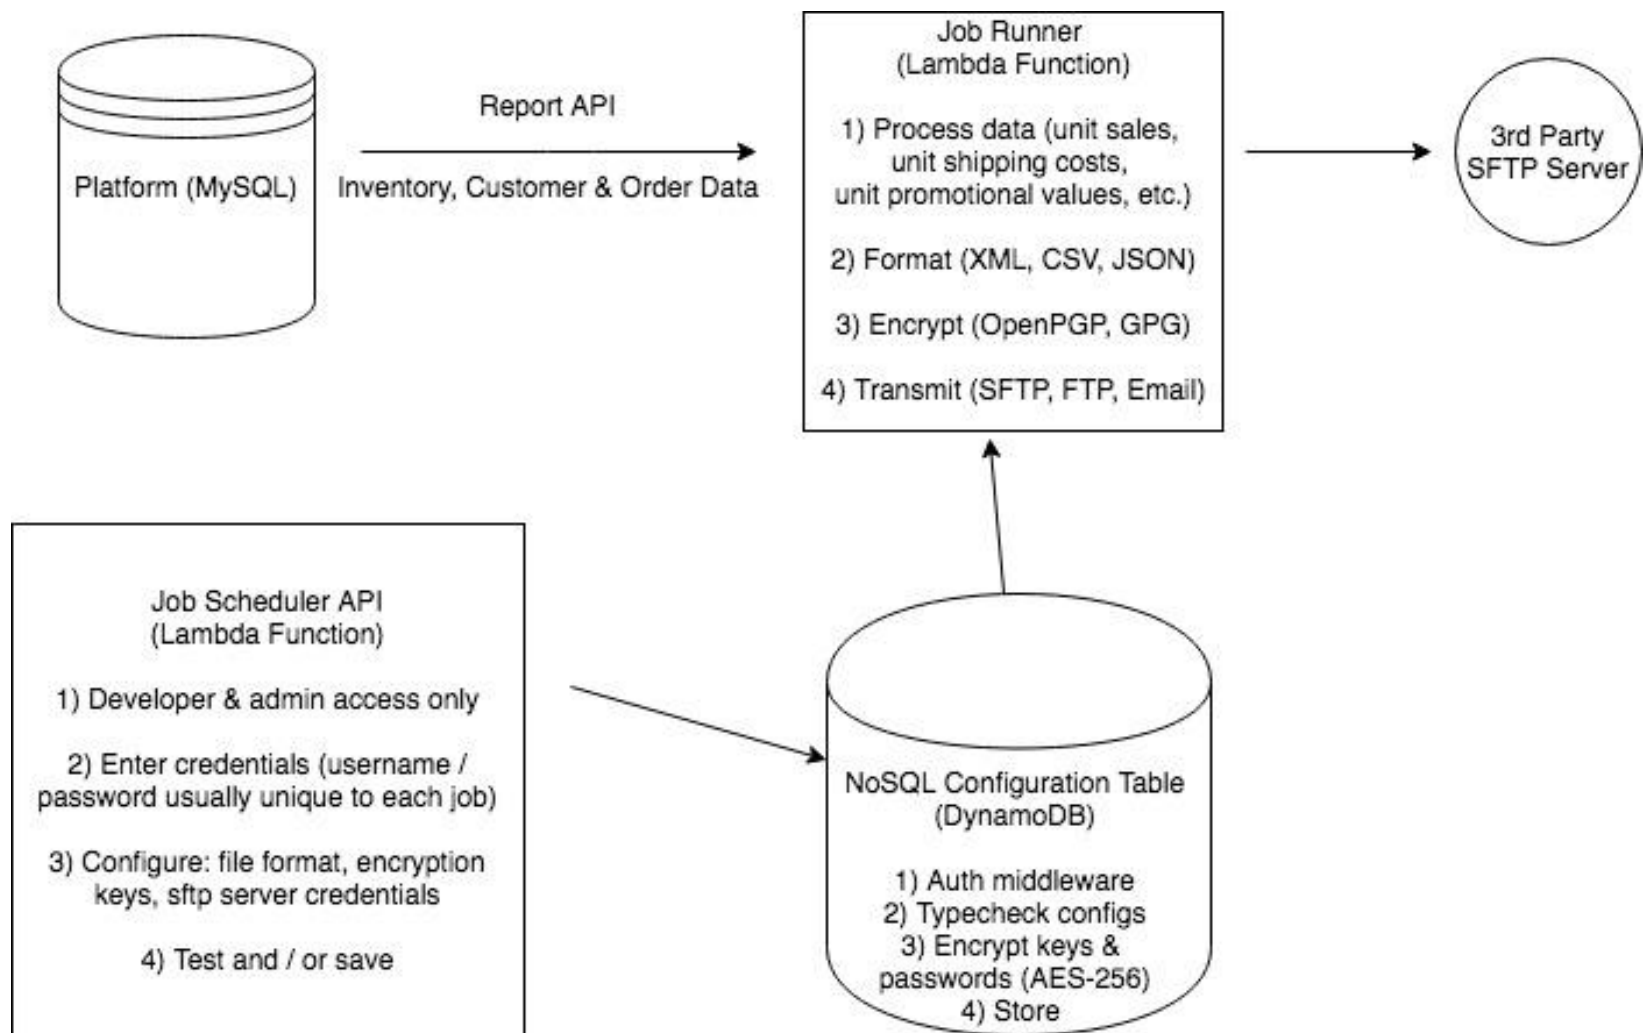 Platform (MySQL)
Report API
Inventory, Customer & Order Data
Job Runner
(Lambda Function)
1) Process data (unit sales,
unit shipping costs,
unit promotional values, etc.)
2) Format (XML, CSV, JSON)
3) Encrypt (OpenPGP, GPG)
4) Transmit (SFTP, FTP, Email)
3rd Party
SFTP Server
Job Scheduler API
(Lambda Function)
1) Developer & admin access only
2) Enter credentials (username /
password usually unique to each job)
3) Configure: file format, encryption
keys, sftp server credentials
4) Test and / or save
NoSQL Configuration Table
(DynamoDB)
1) Auth middleware
2) Typecheck configs
3) Encrypt keys &
passwords (AES-256)
4) Store